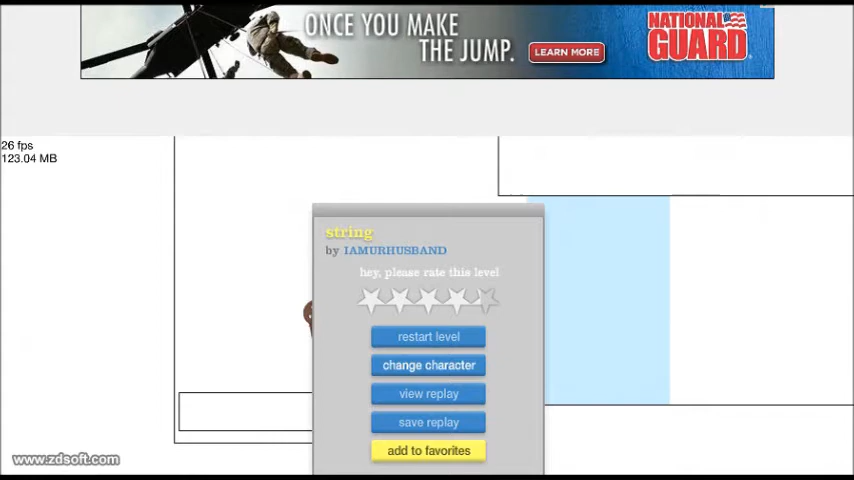 ONCE YOU MAKE
THE JUMP.
LEARN MORE
NATIONAL
GUARD
26 fps
123.04 MB
string
by IAMURHUSBAND
hey, please rate this level
restart level
change character
view replay
save replay
add to favorites
www.zdsoft.com